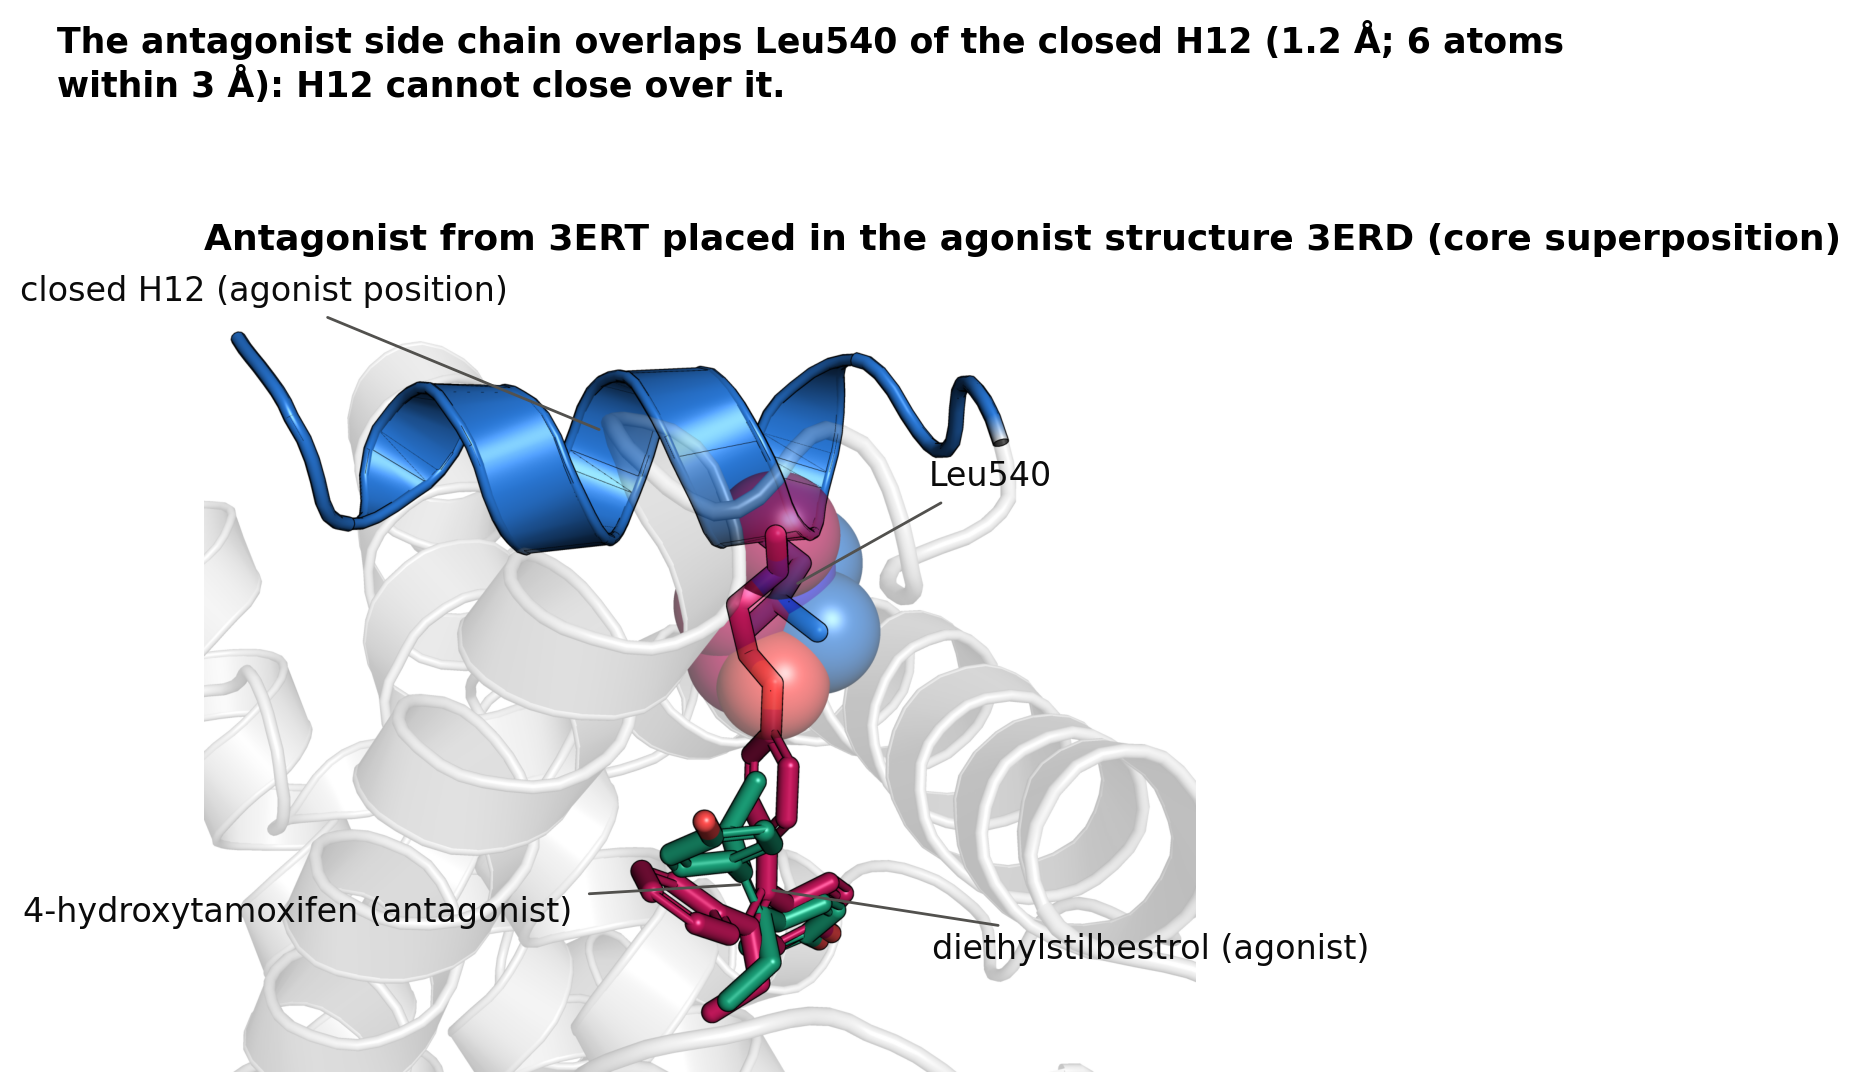 The antagonist side chain overlaps Leu540 of the closed H12 (1.2 Å; 6 atoms
within 3 Å): H12 cannot close over it.
Antagonist from 3ERT placed in the agonist structure 3ERD (core superposition)
closed H12 (agonist position)
Leu540
4-hydroxytamoxifen (antagonist)
diethylstilbestrol (agonist)